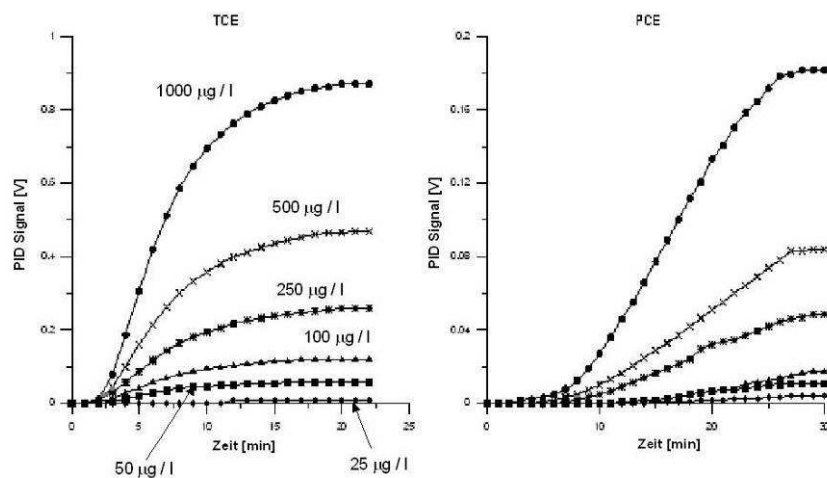 TCE
PID Signal [V]
1
0.8
0.6
0.4
0.2
0
1000 µg / l
500 µg / l
250 µg / l
100 µg / l
50 µg / l
25 µg / l
0
5
10
15
20
25
Zeit [min]
PCE
PID Signal [V]
0.2
0.16
0.12
0.08
0.04
0
0
10
20
30
Zeit [min]